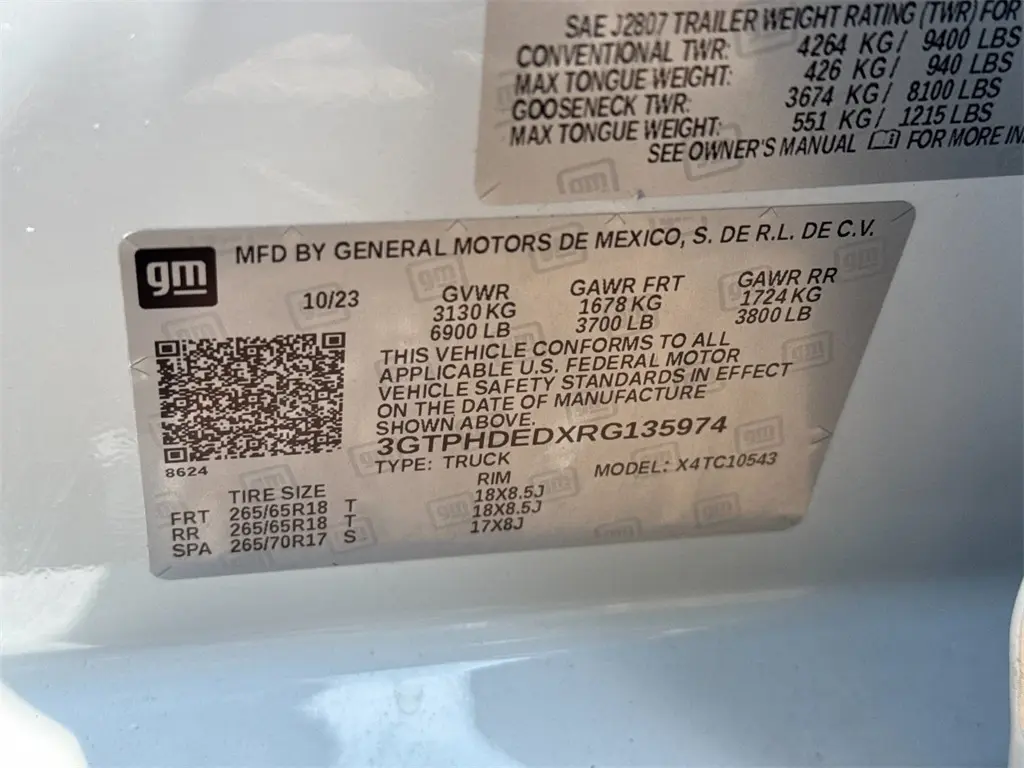 SAE J2807 TRAILER WEIGHT RATING (TWR) FOR
CONVENTIONAL TWR: 4264 KG/ 9400 LBS
MAX TONGUE WEIGHT: 426 KG/ 940 LBS
GOOSENECK TWR: 3674 KG/ 8100 LBS
MAX TONGUE WEIGHT: 551 KG/ 1215 LBS
SEE OWNER'S MANUAL FOR MORE
gm
MFD BY GENERAL MOTORS DE MEXICO, S. DE R.L. DE C.V.
10/23 GVWR GAWR FRT GAWR RR
3130 KG 1678 KG 1724 KG
6900 LB 3700 LB 3800 LB
THIS VEHICLE CONFORMS TO ALL
APPLICABLE U.S. FEDERAL MOTOR
VEHICLE SAFETY STANDARDS IN EFFECT
ON THE DATE OF MANUFACTURE
SHOWN ABOVE.
3GTPHDEDXRG135974
8624
TYPE: TRUCK MODEL: X4TC10543
TIRE SIZE RIM
FRT 265/65R18 T 18X8.5J
RR 265/65R18 T 18X8.5J
SPA 265/70R17 S 17X8J